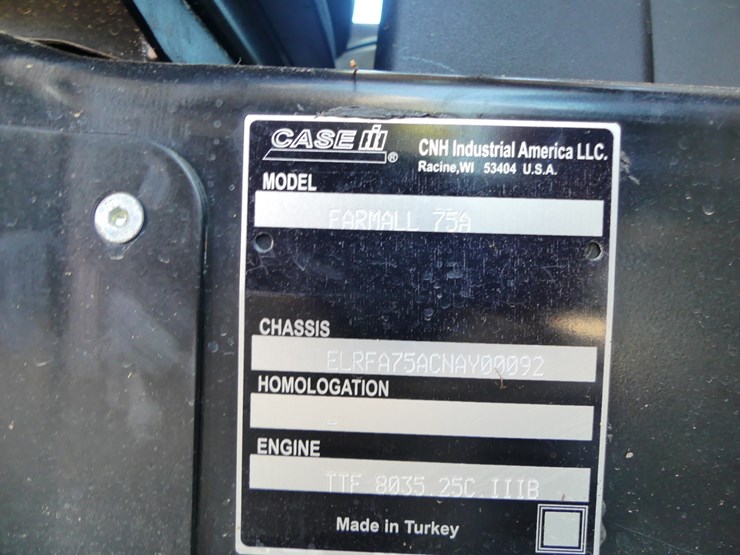 CASE IH ®
CNH Industrial America LLC.
Racine,WI 53404 U.S.A.
MODEL
FARMALL 75A
CHASSIS
ELRFA75ACNAY00092
HOMOLOGATION
-
ENGINE
TTF 8035.25C.IIIB
Made in Turkey